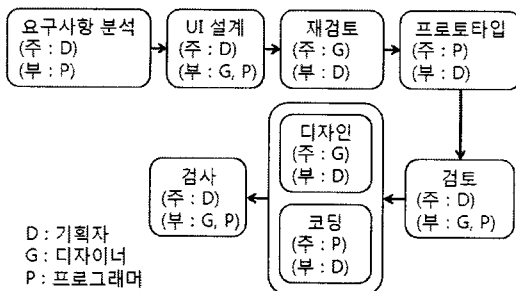 요구사항 분석
(주 : D)
(부 : P)
UI 설계
(주 : D)
(부 : G, P)
재검토
(주 : G)
(부 : D)
프로토타입
(주 : P)
(부 : D)
디자인
(주 : G)
(부 : D)
코딩
(주 : P)
(부 : D)
검사
(주 : D)
(부 : G, P)
검토
(주 : D)
(부 : G, P)
D : 기획자
G : 디자이너
P : 프로그래머